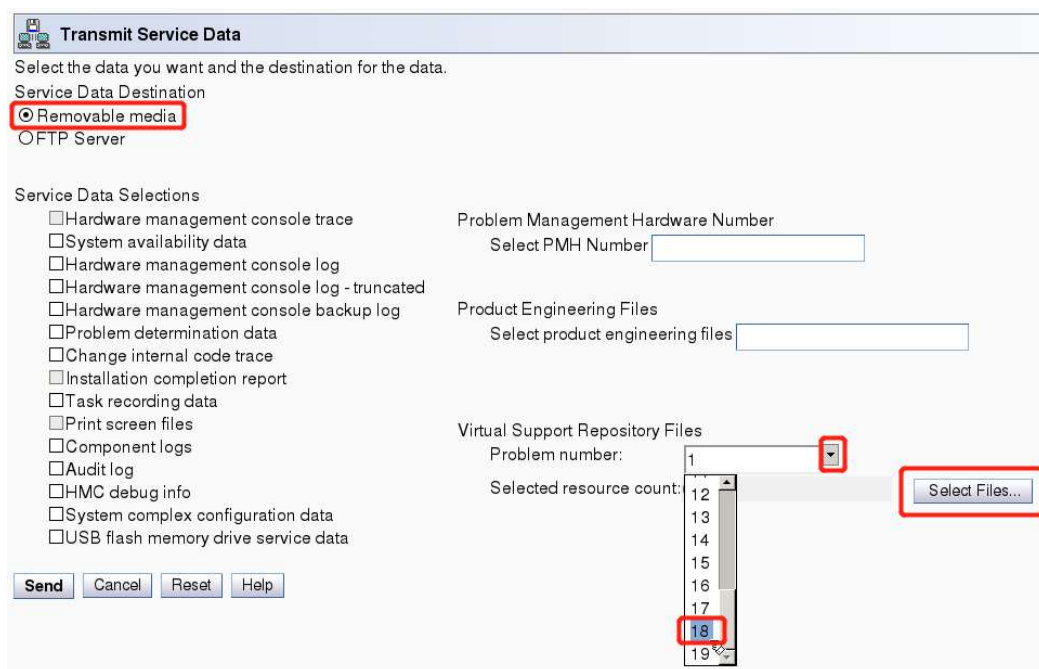 Transmit Service Data
Select the data you want and the destination for the data.
Service Data Destination
Removable media
FTP Server
Service Data Selections
Hardware management console trace
System availability data
Hardware management console log
Hardware management console log - truncated
Hardware management console backup log
Problem determination data
Change internal code trace
Installation completion report
Task recording data
Print screen files
Component logs
Audit log
HMC debug info
System complex configuration data
USB flash memory drive service data
Problem Management Hardware Number
Select PMH Number
Product Engineering Files
Select product engineering files
Virtual Support Repository Files
Problem number:
1
Selected resource count:
Select Files...
12
13
14
15
16
17
18
19
Send Cancel Reset Help